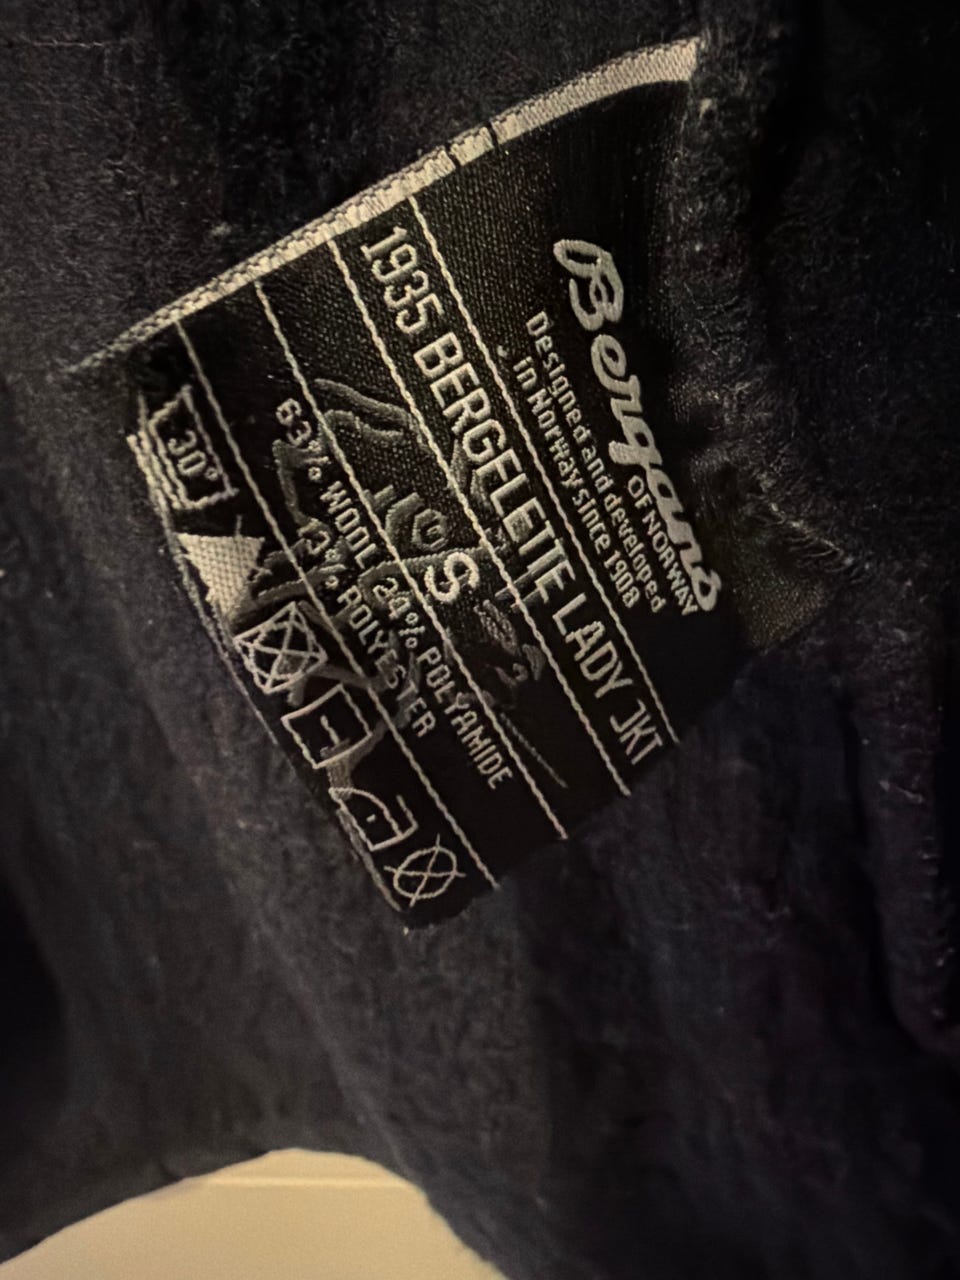 Bergans
OF NORWAY
Designed and developed
in Norway since 1908
1935 BERGELETTE LADY JKT
S
63% WOOL 24% POLYAMIDE
POLYESTER
30°